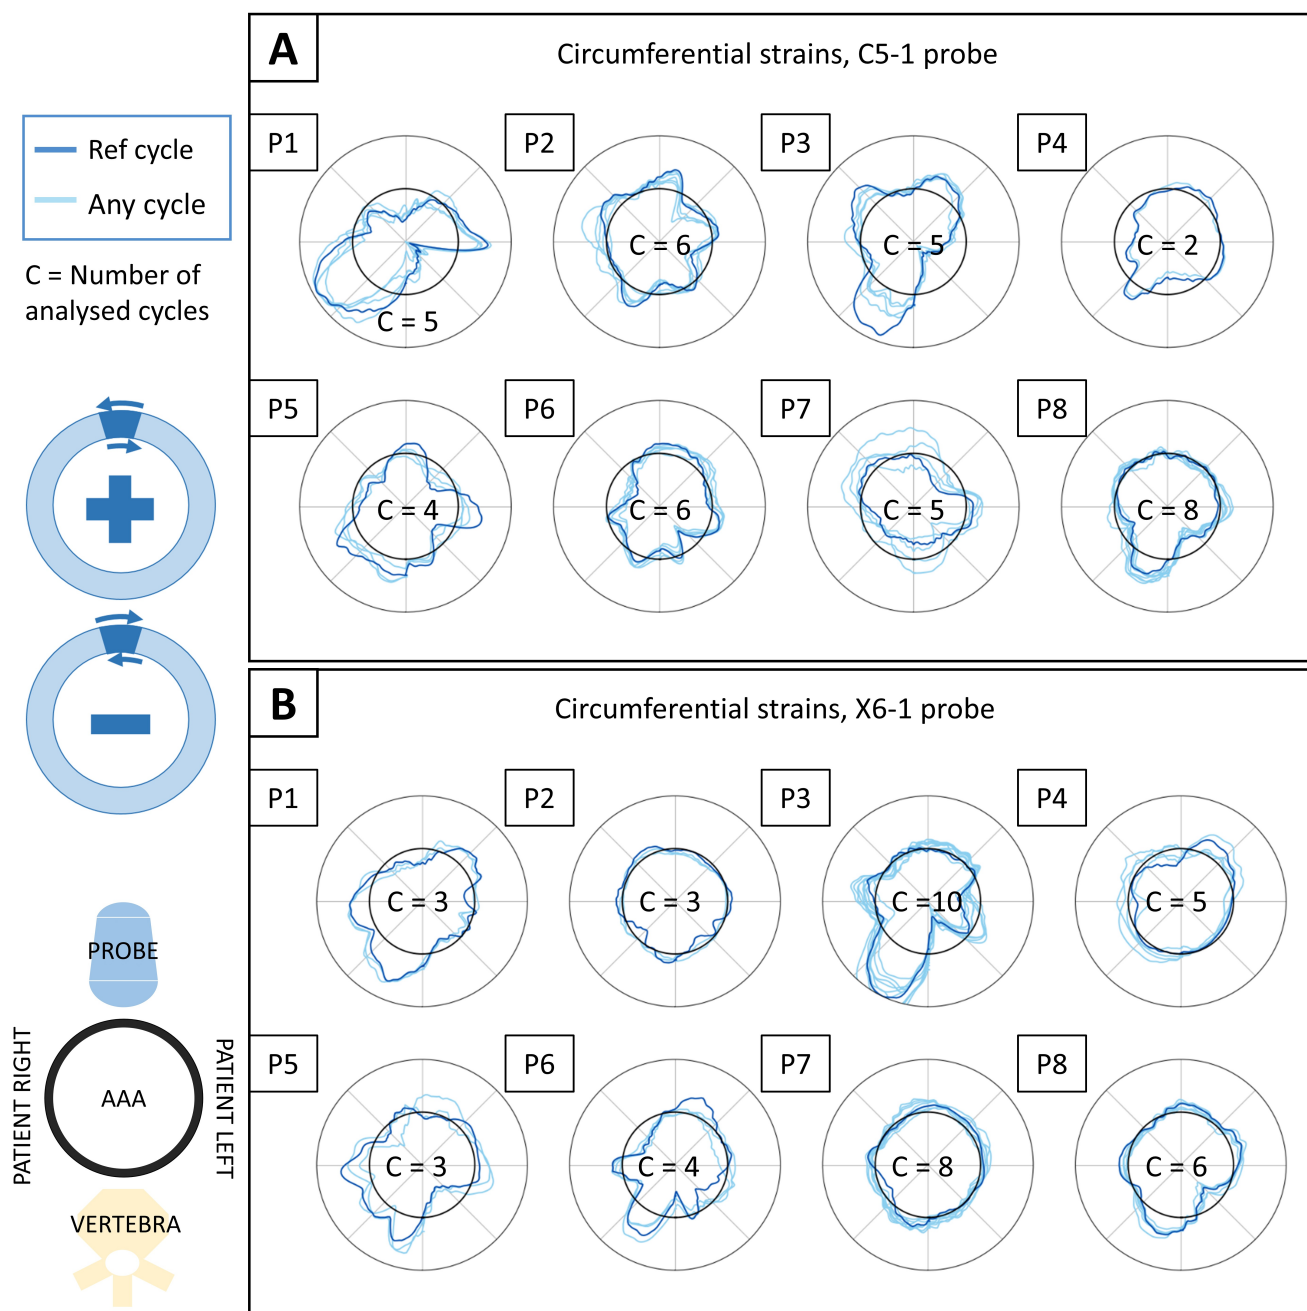 Ref cycle
Any cycle
C = Number of
analysed cycles
PROBE
PATIENT RIGHT
AAA
PATIENT LEFT
VERTEBRA
A
Circumferential strains, C5-1 probe
P1
C = 5
P2
C = 6
P3
C = 5
P4
C = 2
P5
C = 4
P6
C = 6
P7
C = 5
P8
C = 8
B
Circumferential strains, X6-1 probe
P1
C = 3
P2
C = 3
P3
C =10
P4
C = 5
P5
C = 3
P6
C = 4
P7
C = 8
P8
C = 6